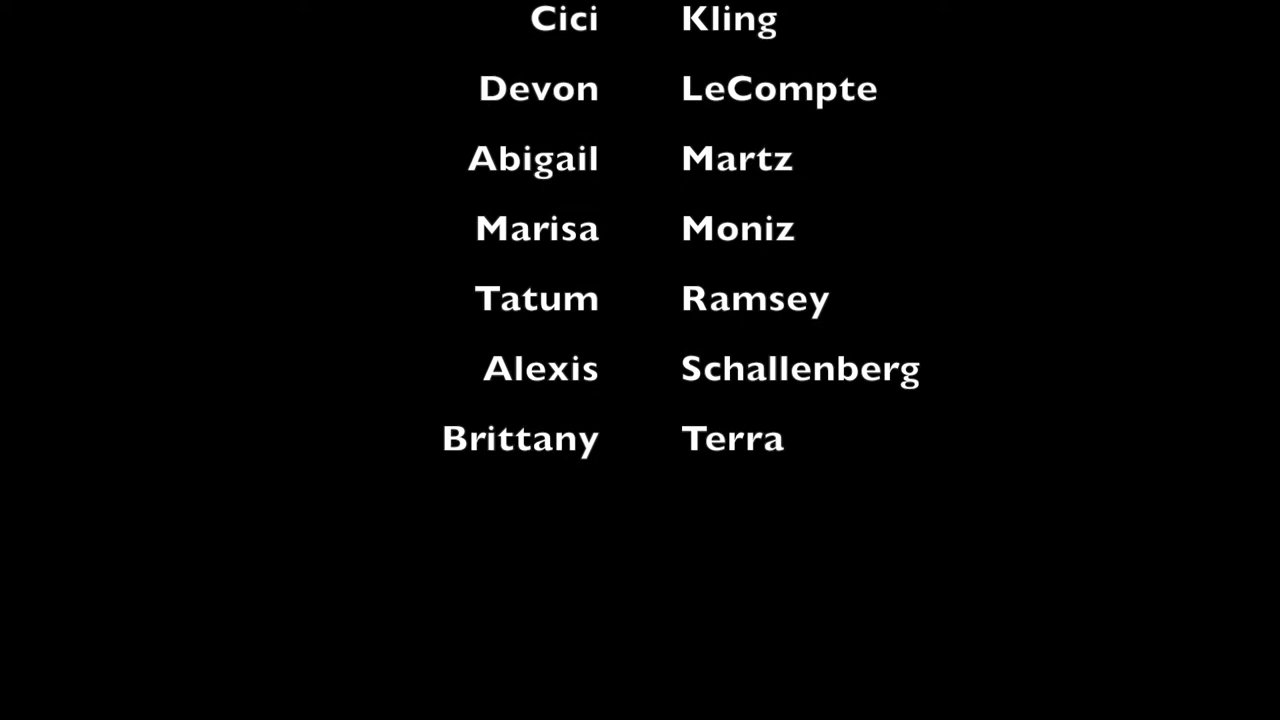 Cici Kling
Devon LeCompte
Abigail Martz
Marisa Moniz
Tatum Ramsey
Alexis Schallenberg
Brittany Terra